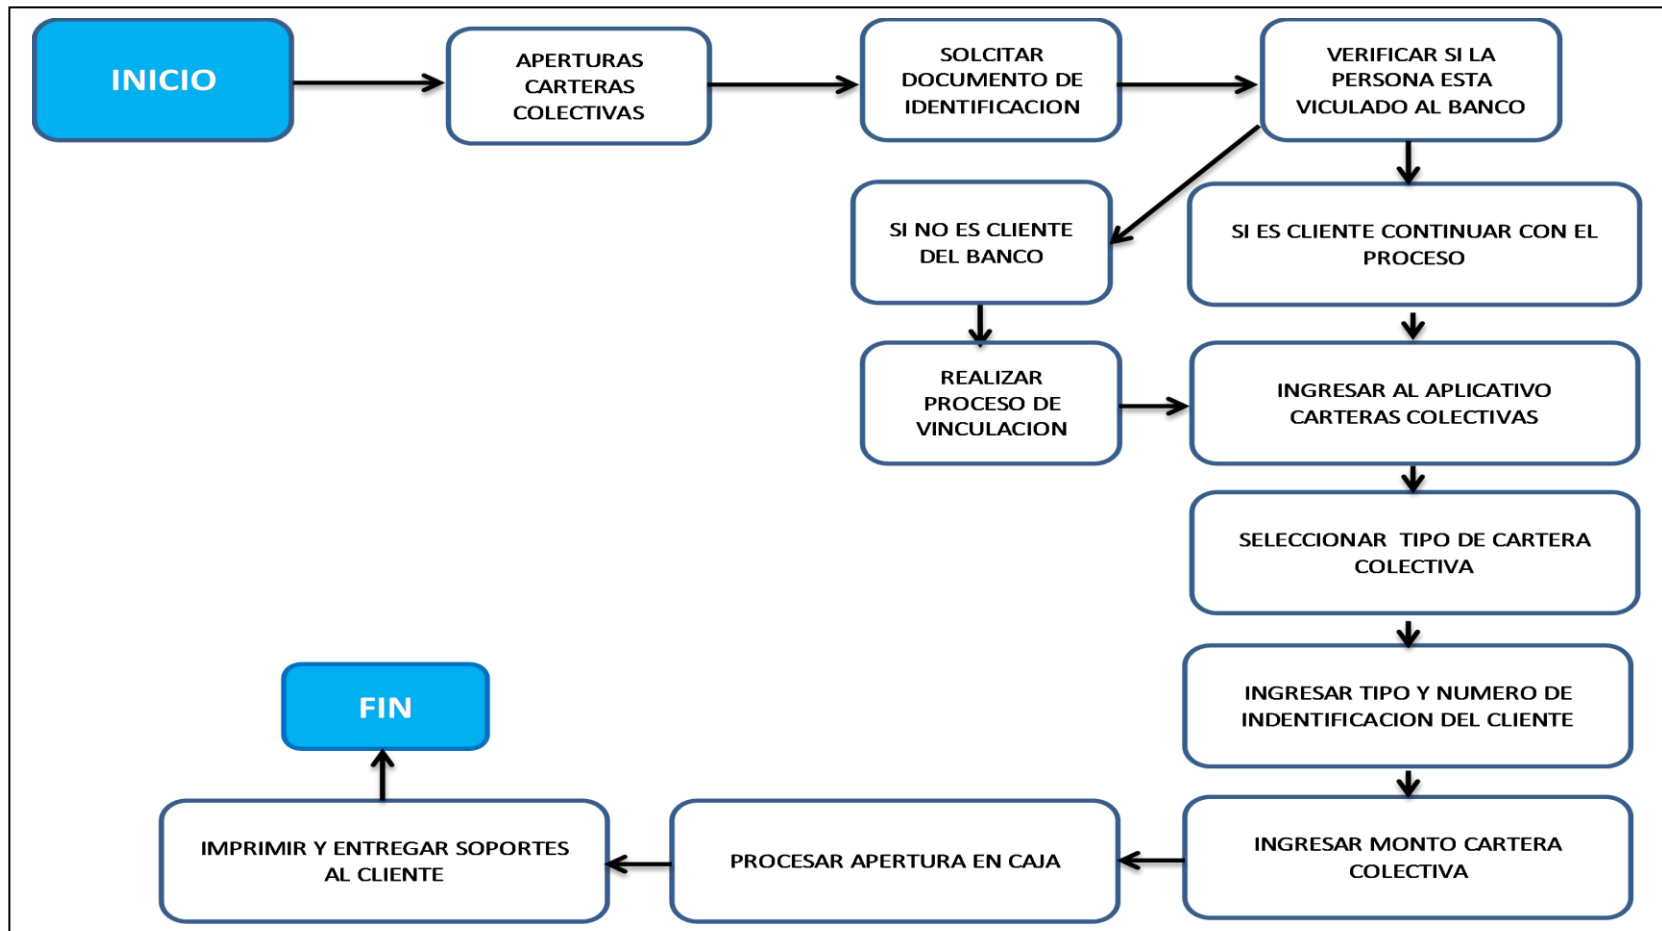 INICIO
APERTURAS
CARTERAS
COLECTIVAS
SOLCITAR
DOCUMENTO DE
IDENTIFICACION
VERIFICAR SI LA
PERSONA ESTA
VICULADO AL BANCO
SI NO ES CLIENTE
DEL BANCO
SI ES CLIENTE CONTINUAR CON EL
PROCESO
REALIZAR
PROCESO DE
VINCULACION
INGRESAR AL APLICATIVO
CARTERAS COLECTIVAS
SELECCIONAR TIPO DE CARTERA
COLECTIVA
INGRESAR TIPO Y NUMERO DE
INDENTIFICACION DEL CLIENTE
INGRESAR MONTO CARTERA
COLECTIVA
PROCESAR APERTURA EN CAJA
IMPRIMIR Y ENTREGAR SOPORTES
AL CLIENTE
FIN